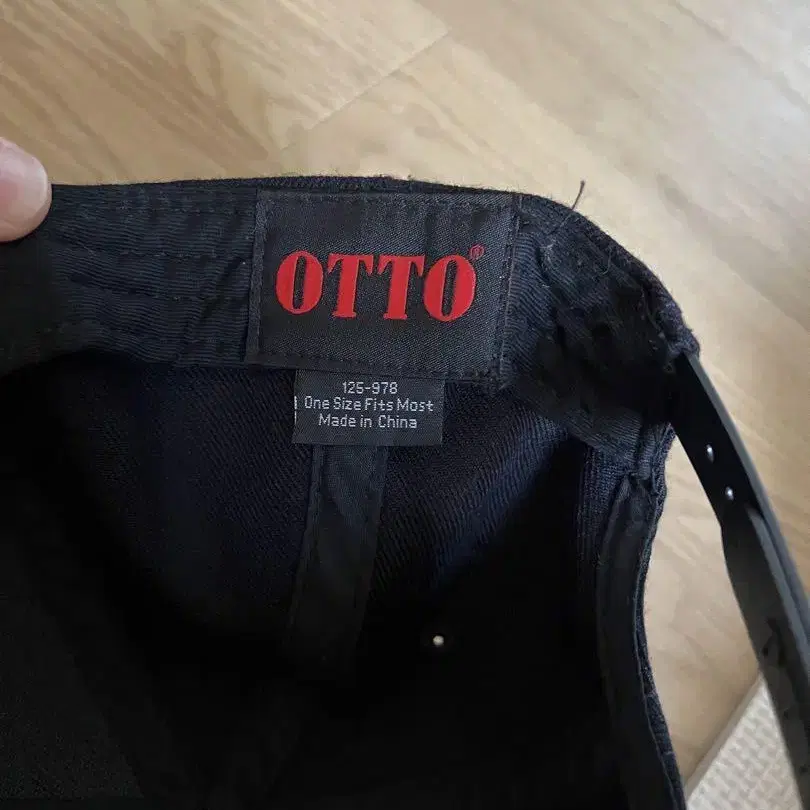 OTTO®
125-978
One Size Fits Most
Made in China